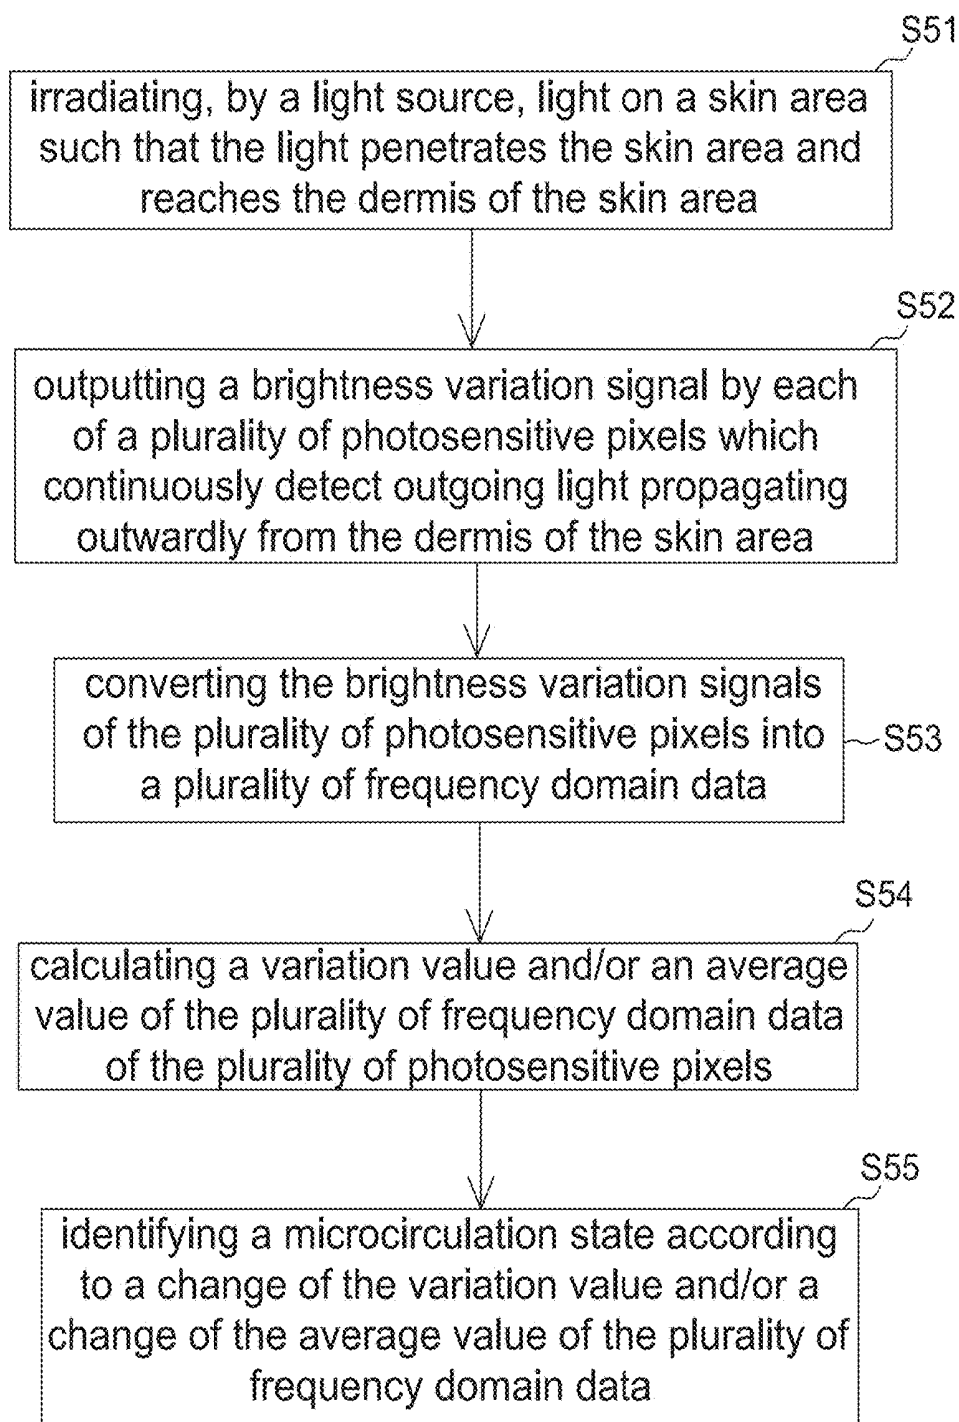 S51
irradiating, by a light source, light on a skin area
such that the light penetrates the skin area and
reaches the dermis of the skin area
S52
outputting a brightness variation signal by each
of a plurality of photosensitive pixels which
continuously detect outgoing light propagating
outwardly from the dermis of the skin area
converting the brightness variation signals
of the plurality of photosensitive pixels into
a plurality of frequency domain data
S53
S54
calculating a variation value and/or an average
value of the plurality of frequency domain data
of the plurality of photosensitive pixels
S55
identifying a microcirculation state according
to a change of the variation value and/or a
change of the average value of the plurality of
frequency domain data